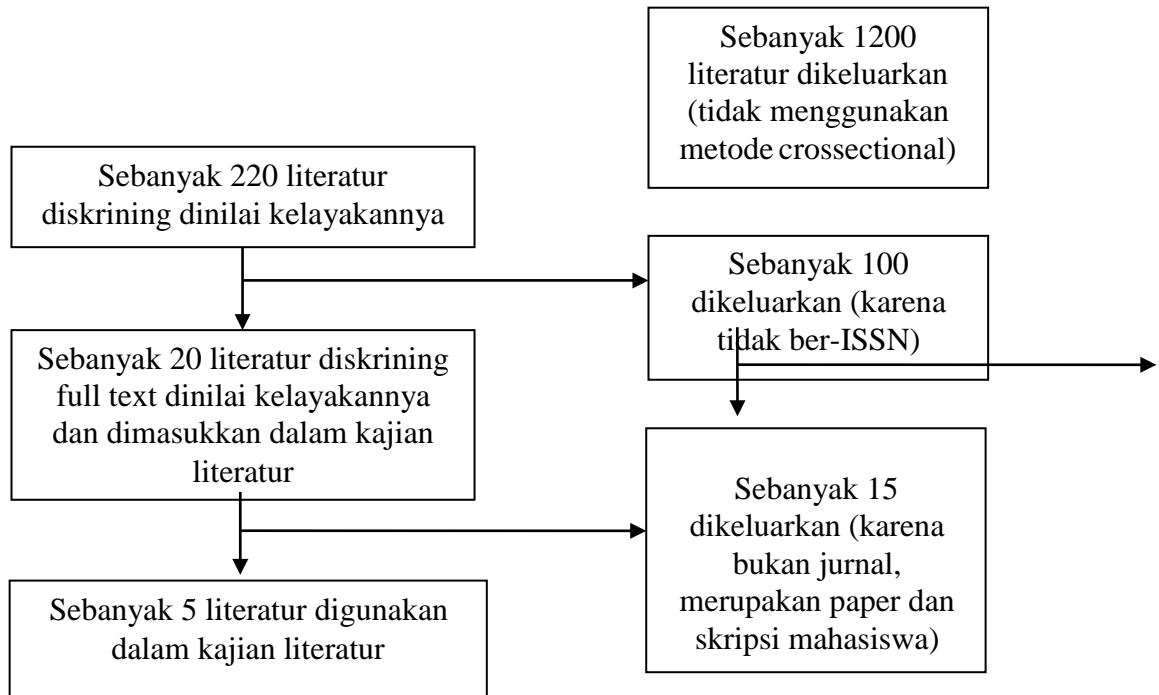 Sebanyak 1200
literatur dikeluarkan
(tidak menggunakan
metode crossectional)
Sebanyak 220 literatur
diskrining dinilai kelayakannya
Sebanyak 100
dikeluarkan (karena
tidak ber-ISSN)
Sebanyak 20 literatur diskrining
full text dinilai kelayakannya
dan dimasukkan dalam kajian
literatur
Sebanyak 15
dikeluarkan (karena
bukan jurnal,
merupakan paper dan
skripsi mahasiswa)
Sebanyak 5 literatur digunakan
dalam kajian literatur